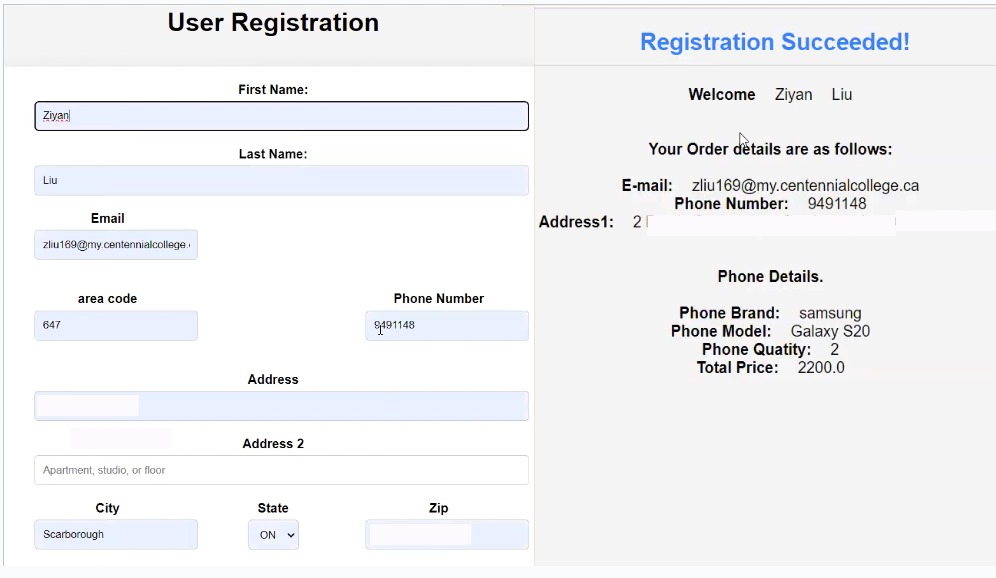 User Registration
First Name:
Ziyan
Last Name:
Liu
Email
zliu169@my.centennialcollege.
area code
Phone Number
647
9491148
Address
Address 2
Apartment, studio, or floor
City
State
Zip
Scarborough
ON
Registration Succeeded!
Welcome Ziyan Liu
Your Order details are as follows:
E-mail: zliu169@my.centennialcollege.ca
Phone Number: 9491148
Address1: 2
Phone Details.
Phone Brand: samsung
Phone Model: Galaxy S20
Phone Quatity: 2
Total Price: 2200.0